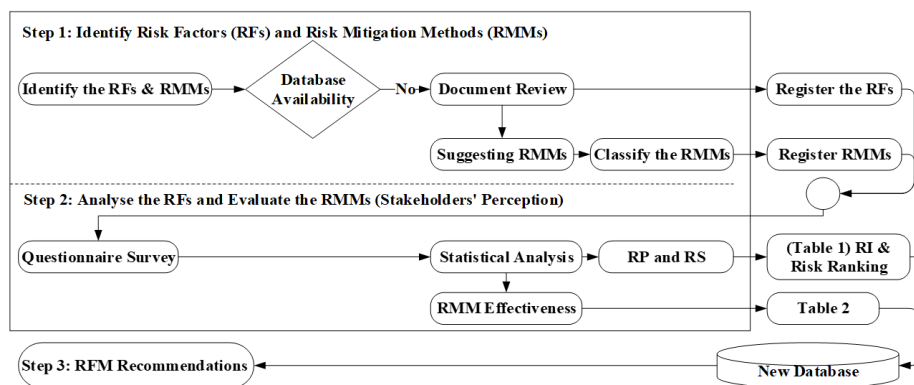 Step 1: Identify Risk Factors (RFs) and Risk Mitigation Methods (RMMs)
Identify the RFs & RMMs
Database
Availability
No
Document Review
Register the RFs
Suggesting RMMs
Classify the RMMs
Register RMMs
Step 2: Analyse the RFs and Evaluate the RMMs (Stakeholders' Perception)
Questionnaire Survey
Statistical Analysis
RP and RS
(Table 1) RI &
Risk Ranking
RMM Effectiveness
Table 2
Step 3: RFM Recommendations
New Database